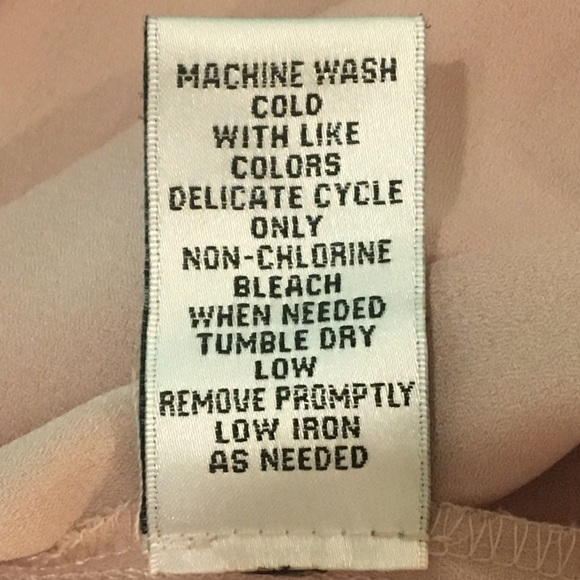 MACHINE WASH
COLD
WITH LIKE
COLORS
DELICATE CYCLE
ONLY
NON-CHLORINE
BLEACH
WHEN NEEDED
TUMBLE DRY
LOW
REMOVE PROMPTLY
LOW IRON
AS NEEDED